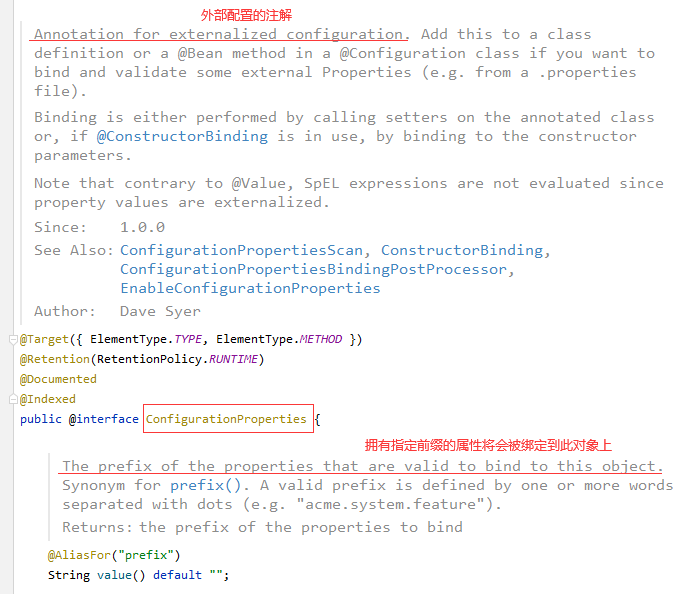 外部配置的注解
Annotation for externalized configuration. Add this to a class
definition or a @Bean method in a @Configuration class if you want to
bind and validate some external Properties (e.g. from a .properties
file).
Binding is either performed by calling setters on the annotated class
or, if @ConstructorBinding is in use, by binding to the constructor
parameters.
Note that contrary to @Value, SpEL expressions are not evaluated since
property values are externalized.
Since: 1.0.0
See Also: ConfigurationPropertiesScan, ConstructorBinding,
ConfigurationPropertiesBindingPostProcessor,
EnableConfigurationProperties
Author: Dave Syer
@Target({ ElementType.TYPE, ElementType.METHOD })
@Retention(RetentionPolicy.RUNTIME)
@Documented
@Indexed
public @interface ConfigurationProperties {
拥有指定前缀的属性将会被绑定到此对象上
The prefix of the properties that are valid to bind to this object.
Synonym for prefix(). A valid prefix is defined by one or more words
separated with dots (e.g. "acme.system.feature").
Returns: the prefix of the properties to bind
@AliasFor("prefix")
String value() default "";